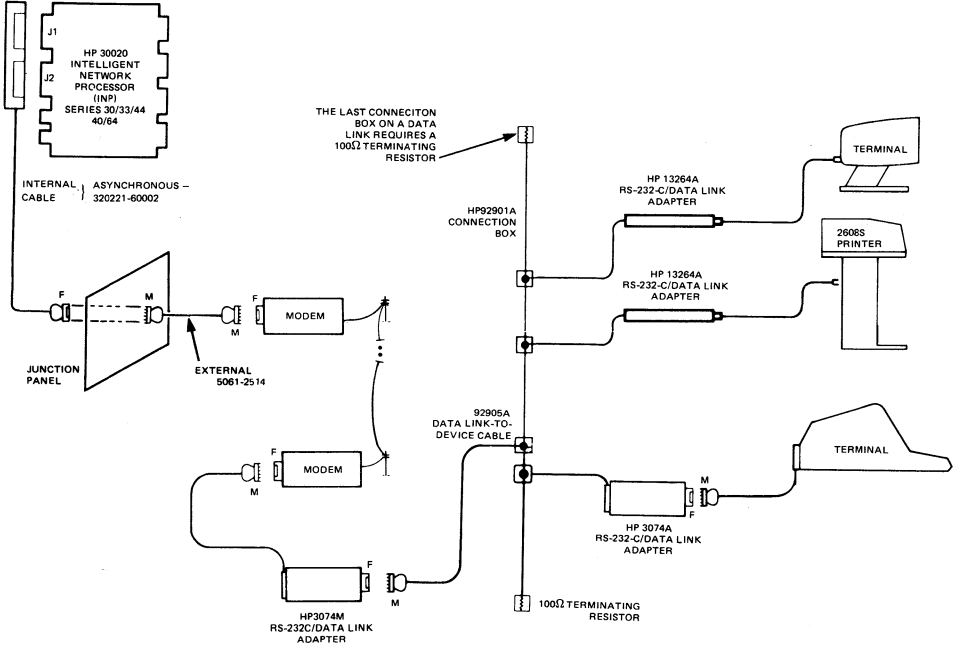 J1
J2
HP 30020
INTELLIGENT
NETWORK
PROCESSOR
(INP)
SERIES 30/33/44
40/64
INTERNAL
CABLE
} ASYNCHRONOUS –
320221-60002
THE LAST CONNECITON
BOX ON A DATA
LINK REQUIRES A
100Ω TERMINATING
RESISTOR
TERMINAL
HP 13264A
RS-232-C/DATA LINK
ADAPTER
HP92901A
CONNECTION
BOX
2608S
PRINTER
HP 13264A
RS-232-C/DATA LINK
ADAPTER
F
M
F
MODEM
M
JUNCTION
PANEL
EXTERNAL
5061-2514
92905A
DATA LINK-TO-
DEVICE CABLE
TERMINAL
F
MODEM
M
M
F
HP 3074A
RS-232-C/DATA LINK
ADAPTER
F
M
HP3074M
RS-232C/DATA LINK
ADAPTER
100Ω TERMINATING
RESISTOR